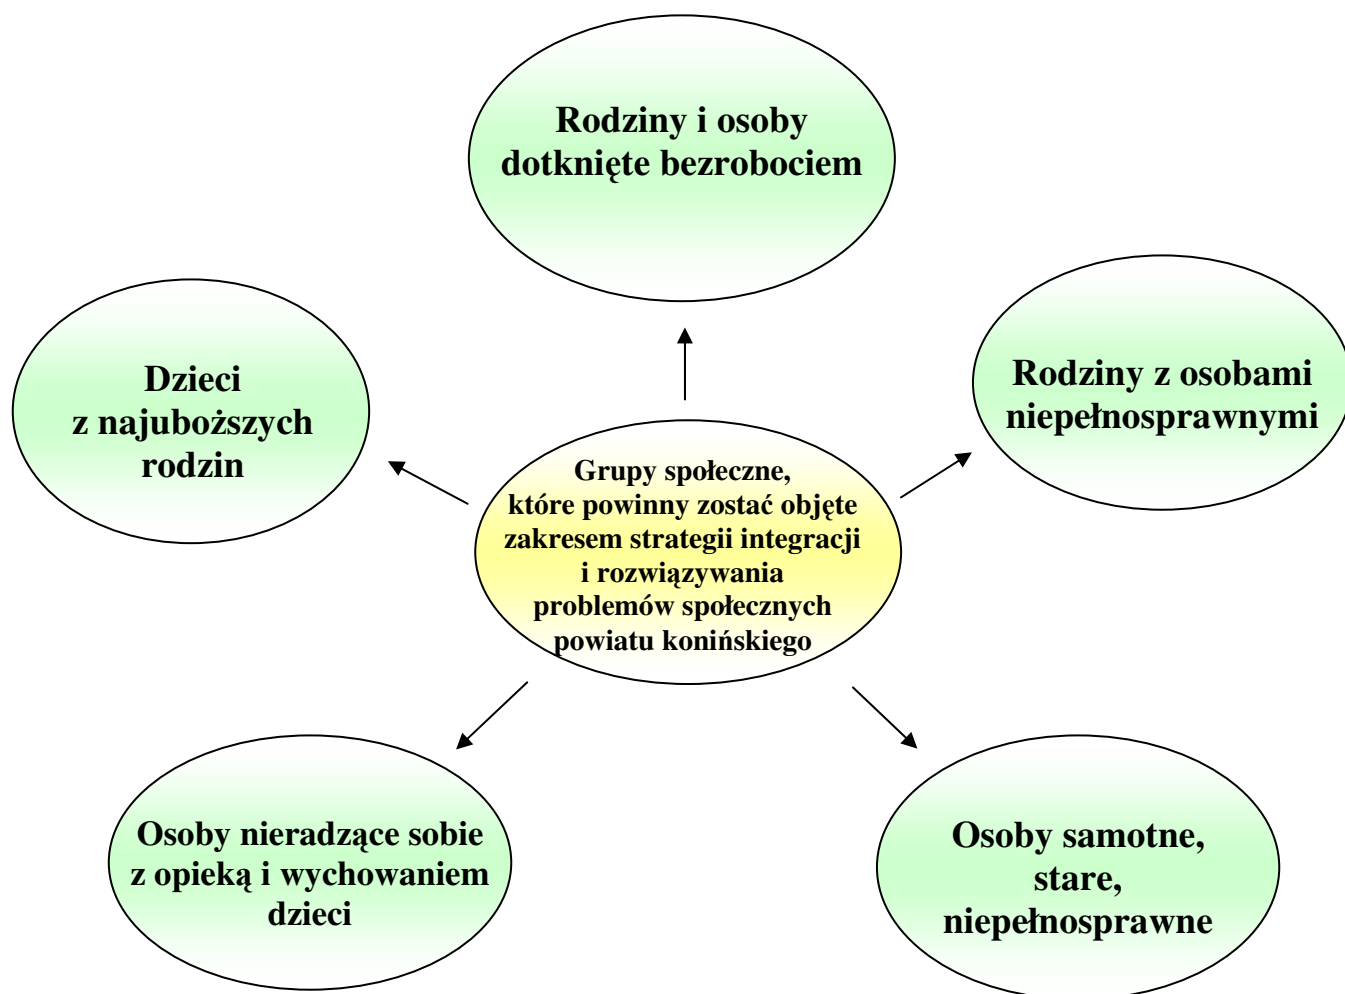 Rodziny i osoby
dotknięte bezrobociem
Dzieci
z najuboższych
rodzin
Rodziny z osobami
niepełnosprawnymi
Grupy społeczne,
które powinny zostać objęte
zakresem strategii integracji
i rozwiązywania
problemów społecznych
powiatu konińskiego
Osoby nieradzące sobie
z opieką i wychowaniem
dzieci
Osoby samotne,
stare,
niepełnosprawne